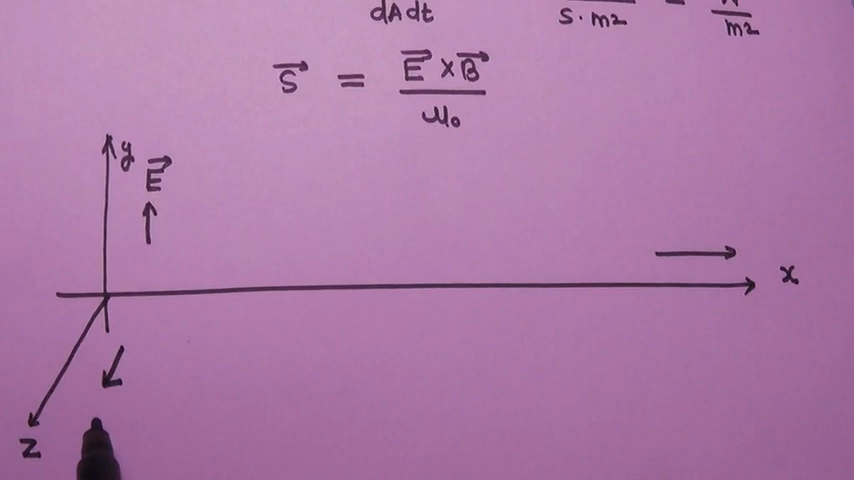 dAdt S·m² = m²
S⃗ = E⃗ × B⃗ / μ₀
y
E⃗
x
z